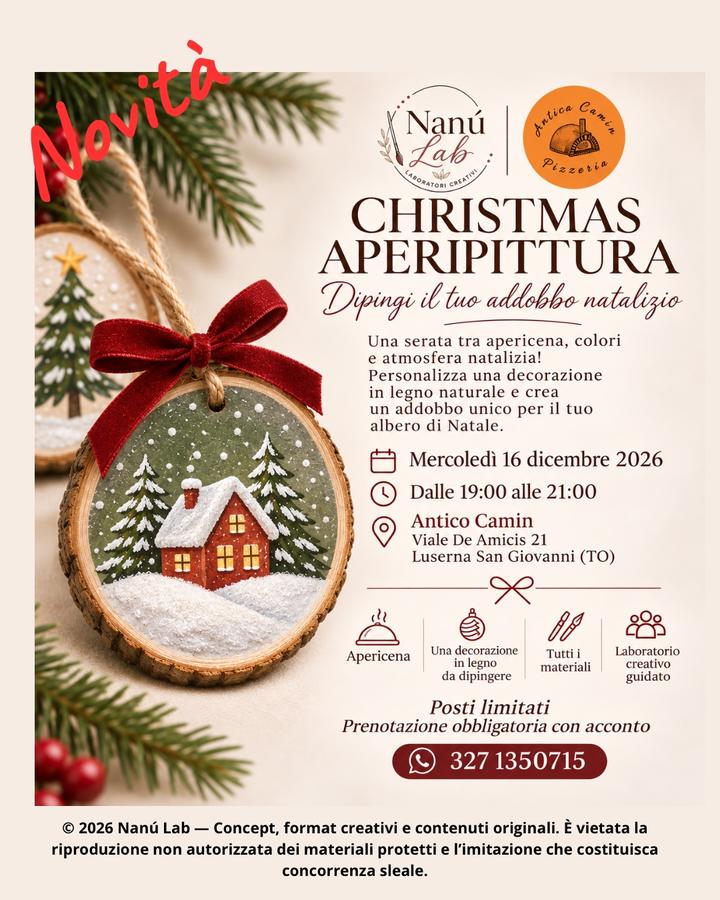 Novità
Nanú
Lab
LABORATORI CREATIVI
Antica Camin
Pizzeria
CHRISTMAS
APERIPITTURA
Dipingi il tuo addobbo natalizio
Una serata tra apericena, colori
e atmosfera natalizia!
Personalizza una decorazione
in legno naturale e crea
un addobbo unico per il tuo
albero di Natale.
Mercoledì 16 dicembre 2026
Dalle 19:00 alle 21:00
Antico Camin
Viale De Amicis 21
Luserna San Giovanni (TO)
Apericena
Una decorazione
in legno
da dipingere
Tutti i
materiali
Laboratorio
creativo
guidato
Posti limitati
Prenotazione obbligatoria con acconto
327 1350715
© 2026 Nanú Lab — Concept, format creativi e contenuti originali. È vietata la
riproduzione non autorizzata dei materiali protetti e l’imitazione che costituisca
concorrenza sleale.